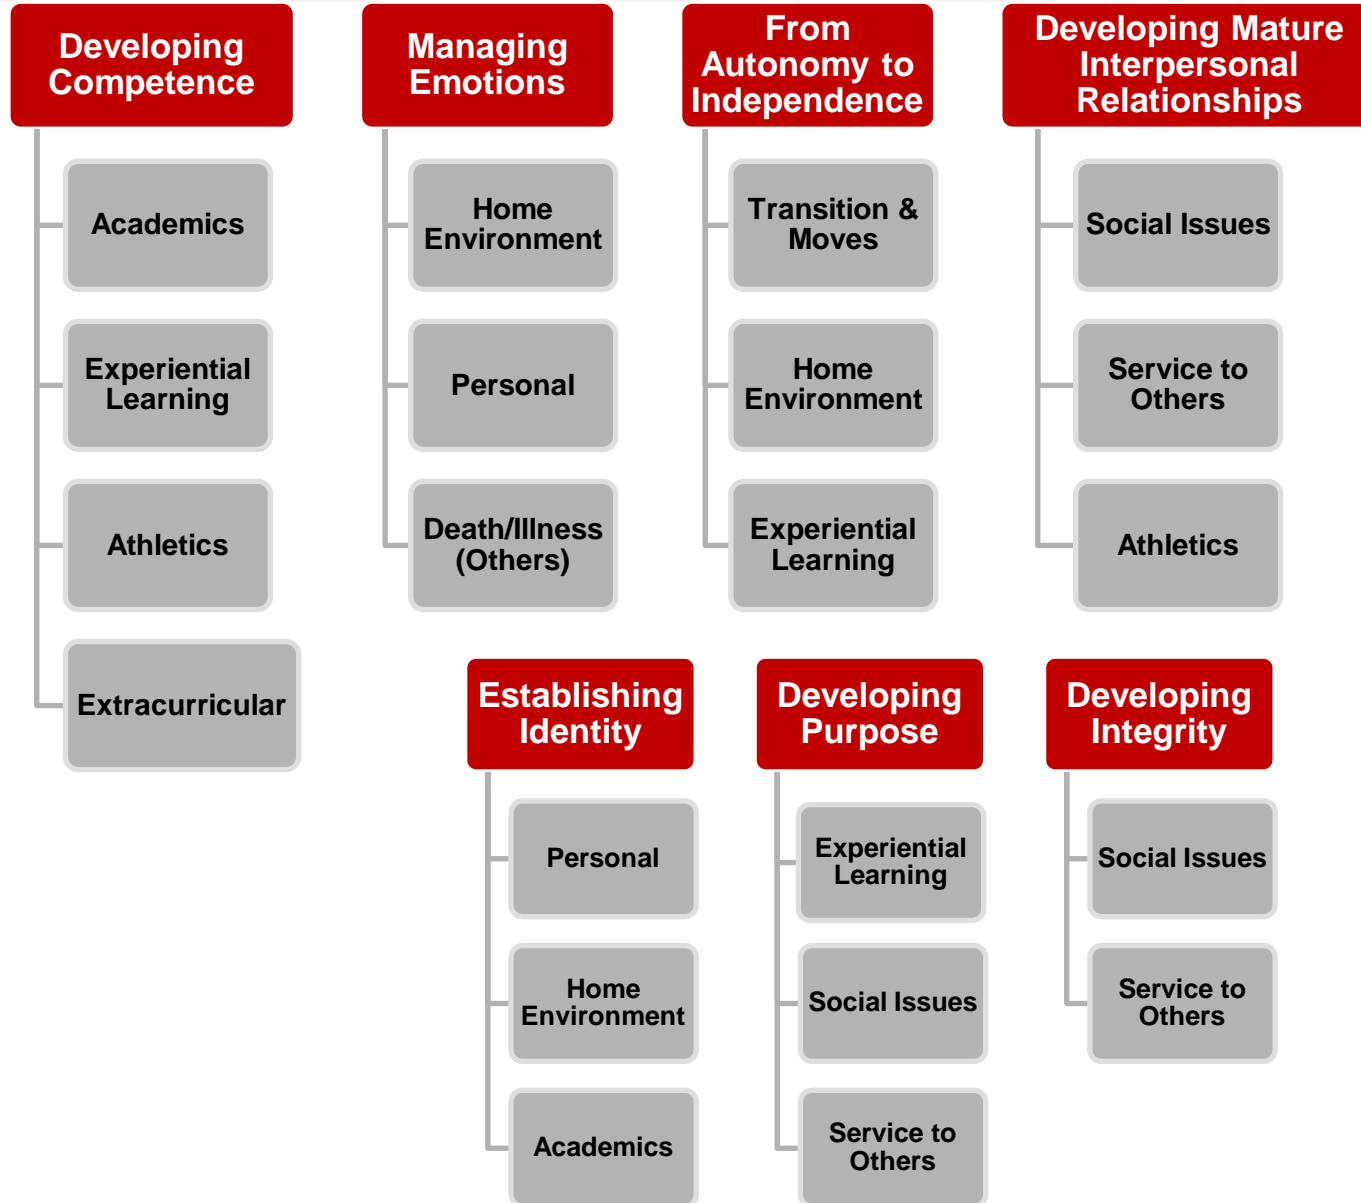 Developing
Competence
Academics
Experiential
Learning
Athletics
Extracurricular
Managing
Emotions
Home
Environment
Personal
Death/Illness
(Others)
From
Autonomy to
Independence
Transition &
Moves
Home
Environment
Experiential
Learning
Developing Mature
Interpersonal
Relationships
Social Issues
Service to
Others
Athletics
Establishing
Identity
Personal
Home
Environment
Academics
Developing
Purpose
Experiential
Learning
Social Issues
Service to
Others
Developing
Integrity
Social Issues
Service to
Others